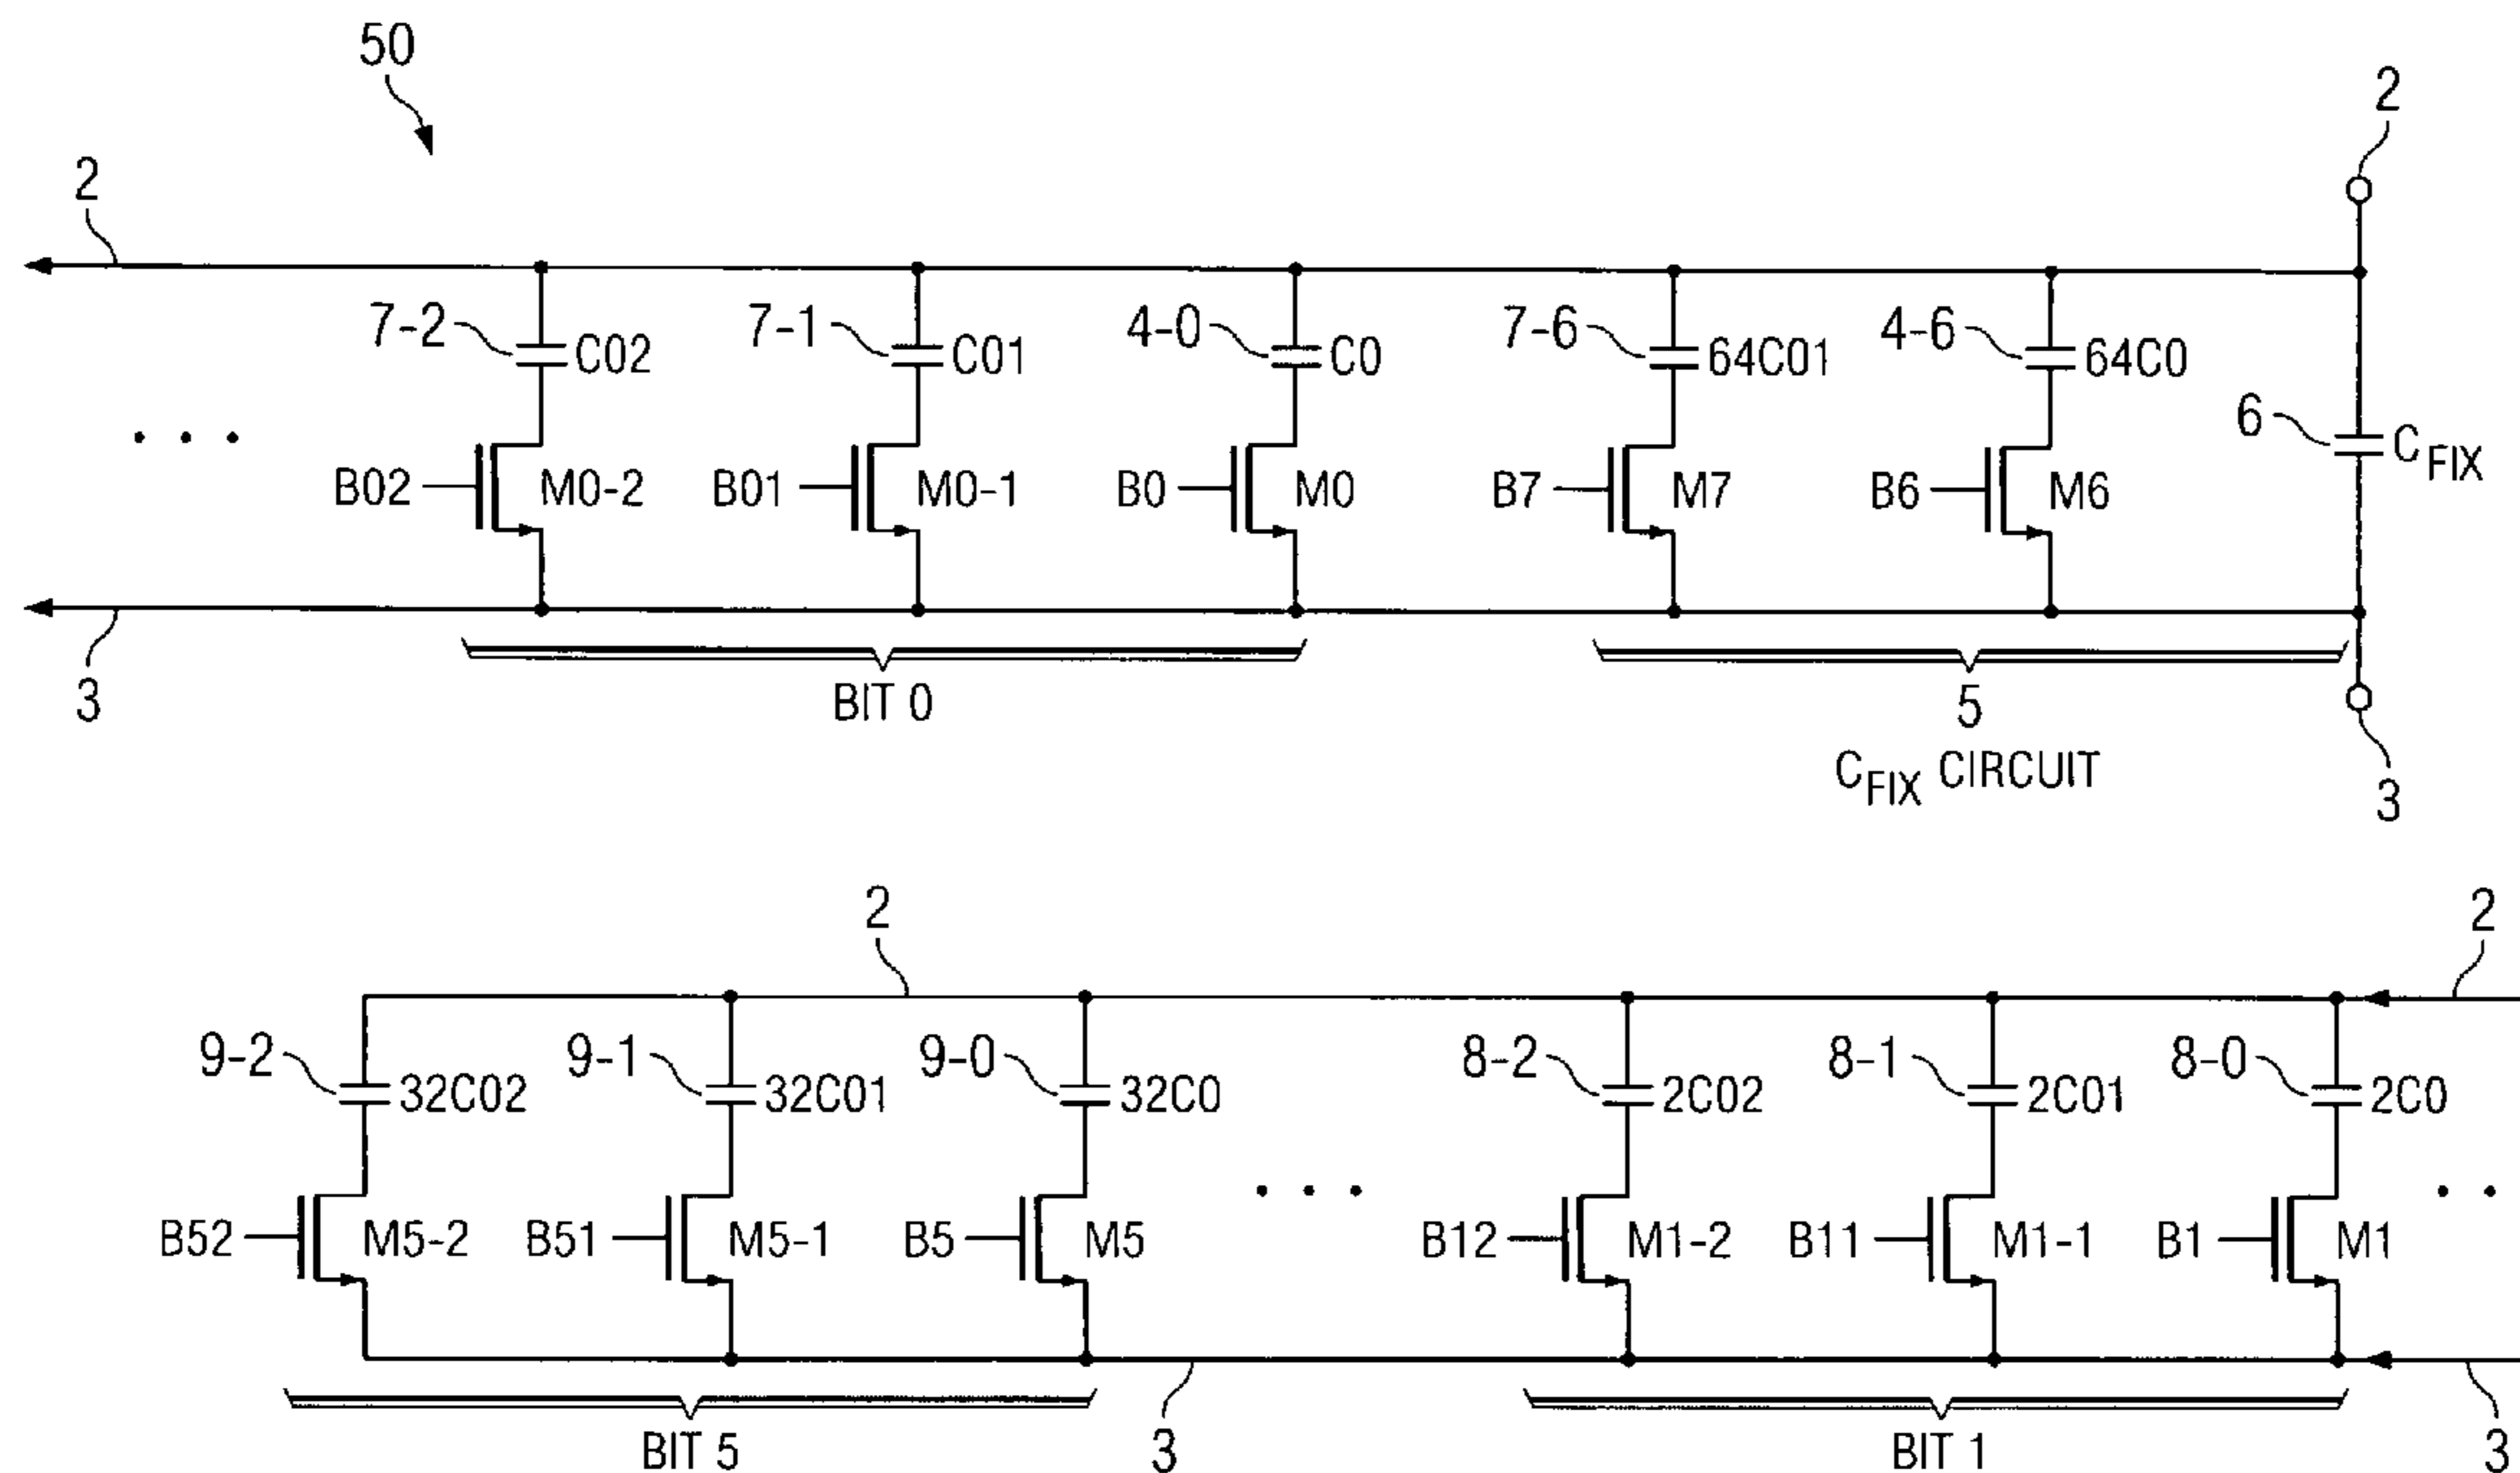 50
2
2
7-2 C02
7-1 C01
4-0 C0
7-6 64C01
4-6 64C0
6 C_FIX
B02 M0-2
B01 M0-1
B0 M0
B7 M7
B6 M6
3
BIT 0
5
C_FIX CIRCUIT
3
2
2
9-2 32C02
9-1 32C01
9-0 32C0
8-2 2C02
8-1 2C01
8-0 2C0
B52 M5-2
B51 M5-1
B5 M5
B12 M1-2
B11 M1-1
B1 M1
BIT 5
3
BIT 1
3